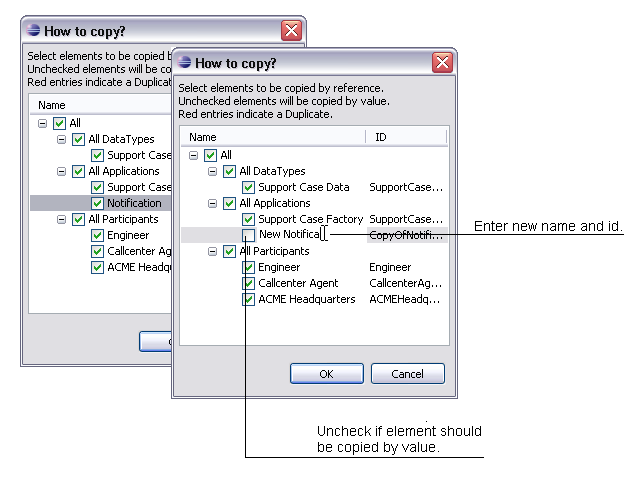 How to copy?
Select elements to be copied b
Unchecked elements will be co
Red entries indicate a Duplicat
Name
All
All DataTypes
Support Case
All Applications
Support Case
Notification
All Participants
Engineer
Callcenter Ag
ACME Headq
How to copy?
Select elements to be copied by reference.
Unchecked elements will be copied by value.
Red entries indicate a Duplicate.
Name ID
All
All DataTypes
Support Case Data SupportCase...
All Applications
Support Case Factory SupportCase...
New Notifica CopyOfNotifi...
All Participants
Engineer Engineer
Callcenter Agent CallcenterAg...
ACME Headquarters ACMEHeadq...
OK Cancel
Enter new name and id.
Uncheck if element should
be copied by value.